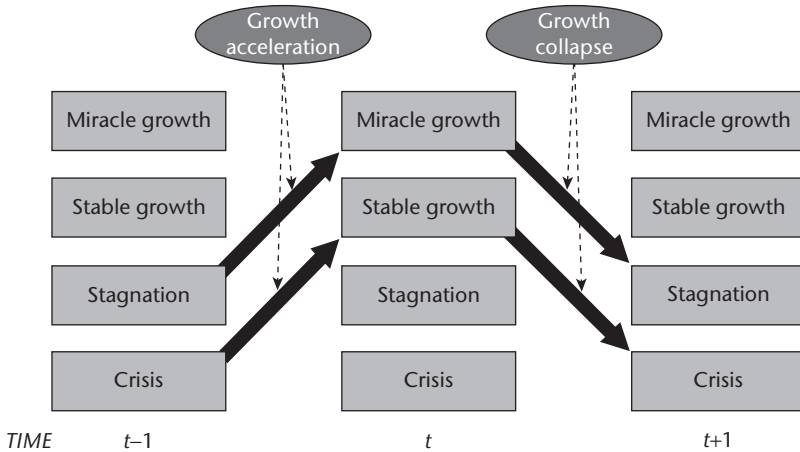 Growth
acceleration
Growth
collapse
Miracle growth
Miracle growth
Miracle growth
Stable growth
Stable growth
Stable growth
Stagnation
Stagnation
Stagnation
Crisis
Crisis
Crisis
TIME t–1 t t+1